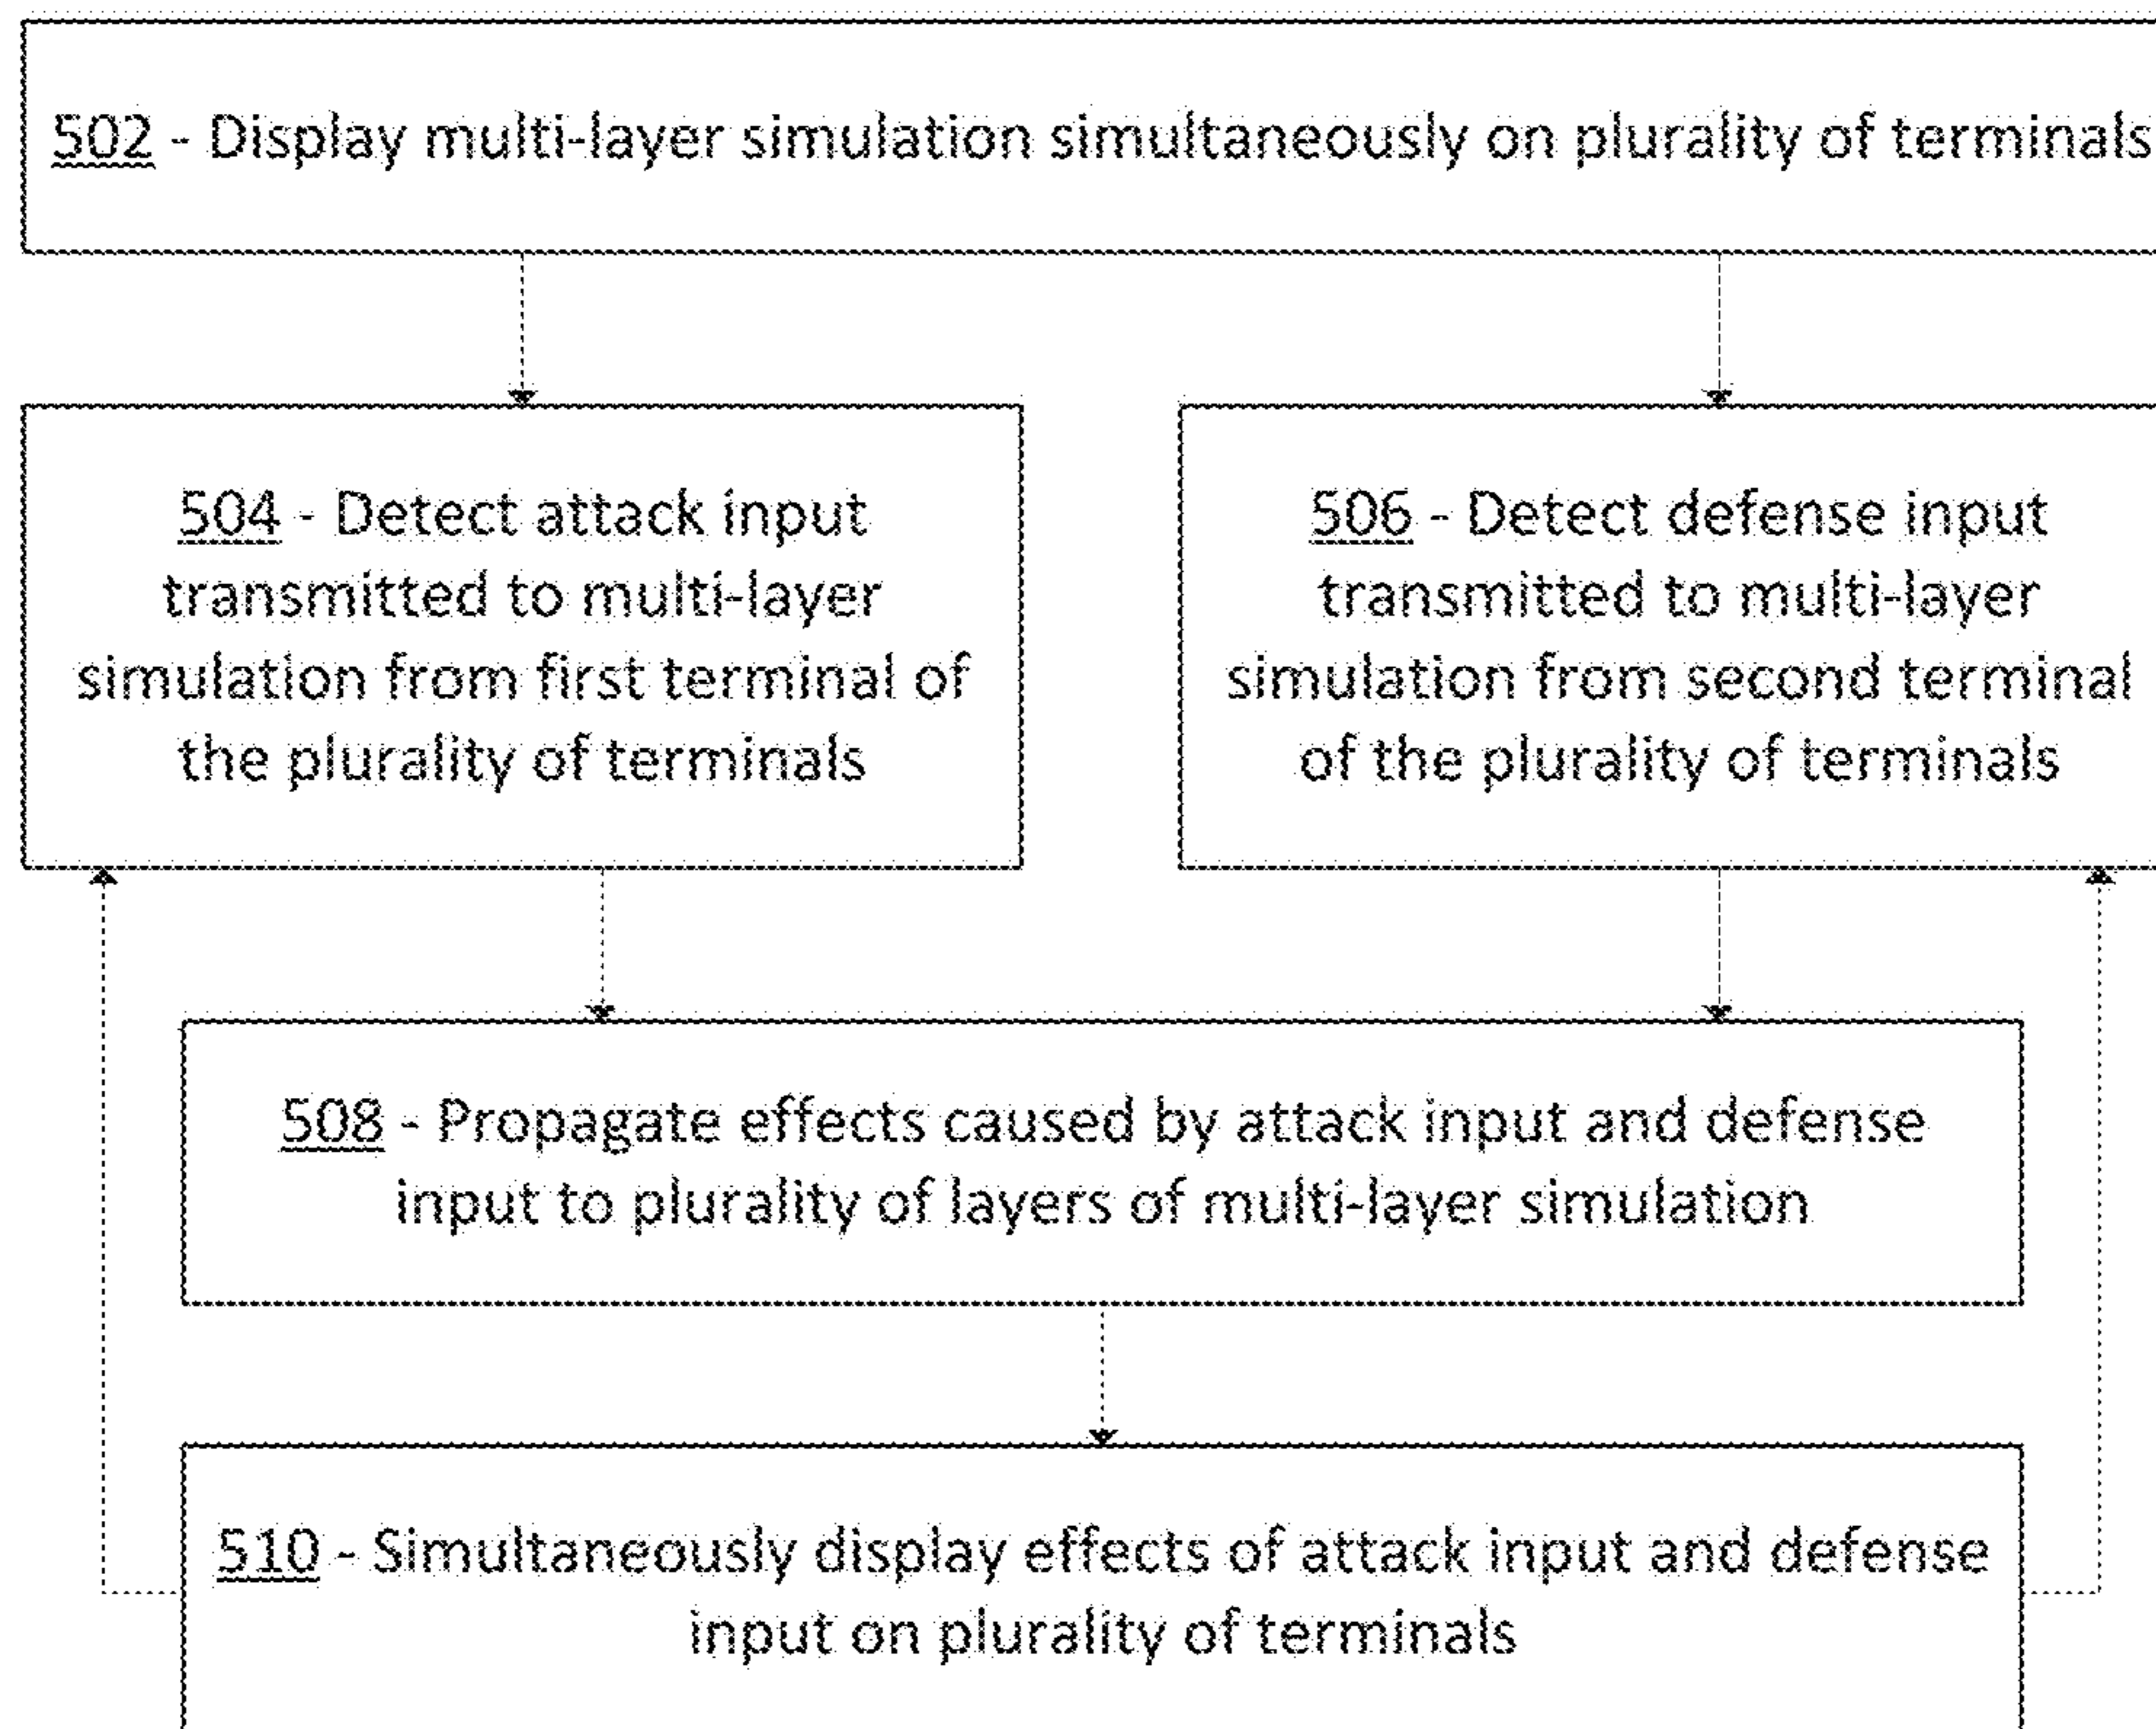 502 - Display multi-layer simulation simultaneously on plurality of terminals
504 - Detect attack input
transmitted to multi-layer
simulation from first terminal of
the plurality of terminals
506 - Detect defense input
transmitted to multi-layer
simulation from second terminal
of the plurality of terminals
508 - Propagate effects caused by attack input and defense
input to plurality of layers of multi-layer simulation
510 - Simultaneously display effects of attack input and defense
input on plurality of terminals